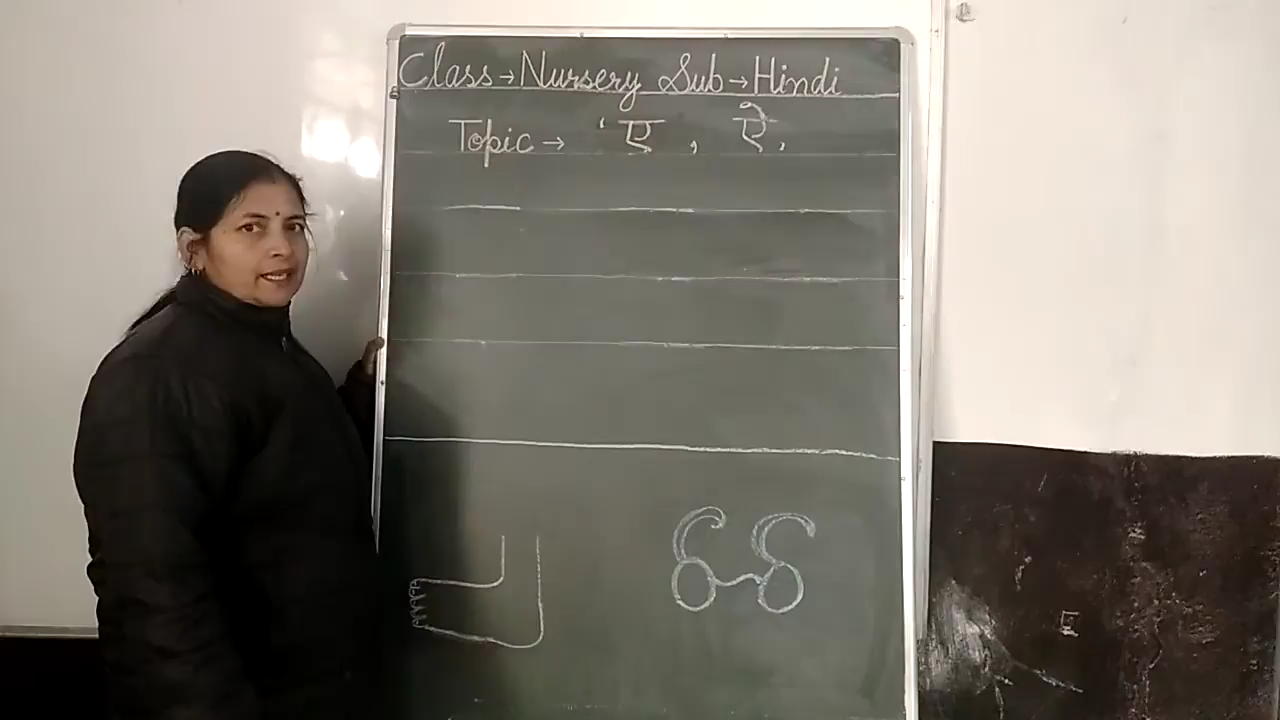 Class→Nursery Sub→Hindi
Topic → 'ए, ऐ.